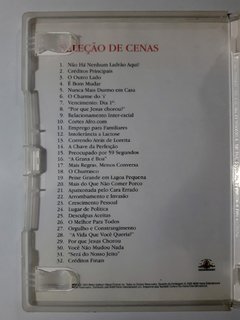 SELEÇÃO DE CENAS
1. Não Há Nenhum Ladrão Aqui!
2. Créditos Principais
3. O Outro Lado
4. É Bom Mudar
5. Nunca Mais Durmo em Casa
6. O Charme do
7. Vencimento: Dia 1º
8. "Por que Jesus chorou?"
9. Relacionamento Inter-racial
10. Cortes Afro.com
11. Emprego para Familiares
12. Intolerância a Lactose
13. Correndo Atrás de Loretta
14. A Chave da Perfeição
15. Preocupado por 59 Segundos
16. "A Grana é Boa"
17. Mais Regras, Menos Conversa
18. O Churrasco
19. Peixe Grande em Lagoa Pequena
20. Mais do Que Não Comer Porco
21. Apaixonada pelo Cara Errado
22. Arrombamento e Invasão
23. Crescimento Pessoal
24. Lugar de Política
25. Desculpas Aceitas
26. O Melhor Para Todos
27. Orgulho e Constrangimento
28. "A Vida Que Você Queria!"
29. Por que Jesus Chorou
30. Você Não Mudou Nada
31. "Será do Nosso Jeito"
32. Créditos Finais